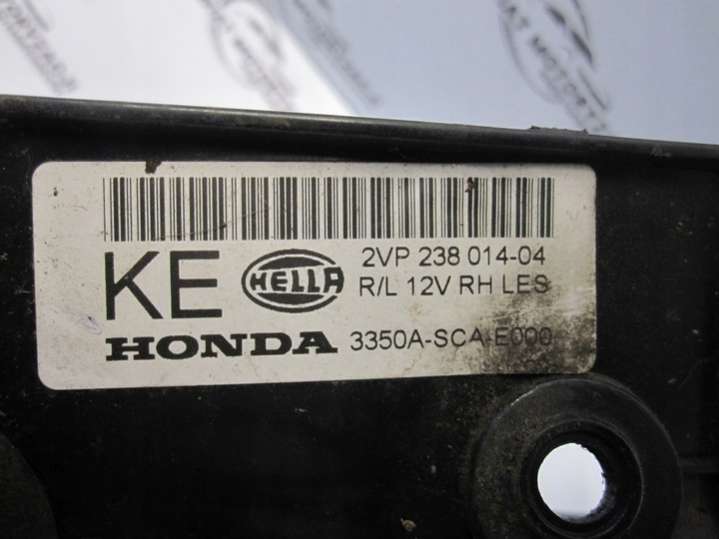 KE
HELLA
2VP 238 014-04
R/L 12V RH LES
HONDA 3350A-SCA-E000